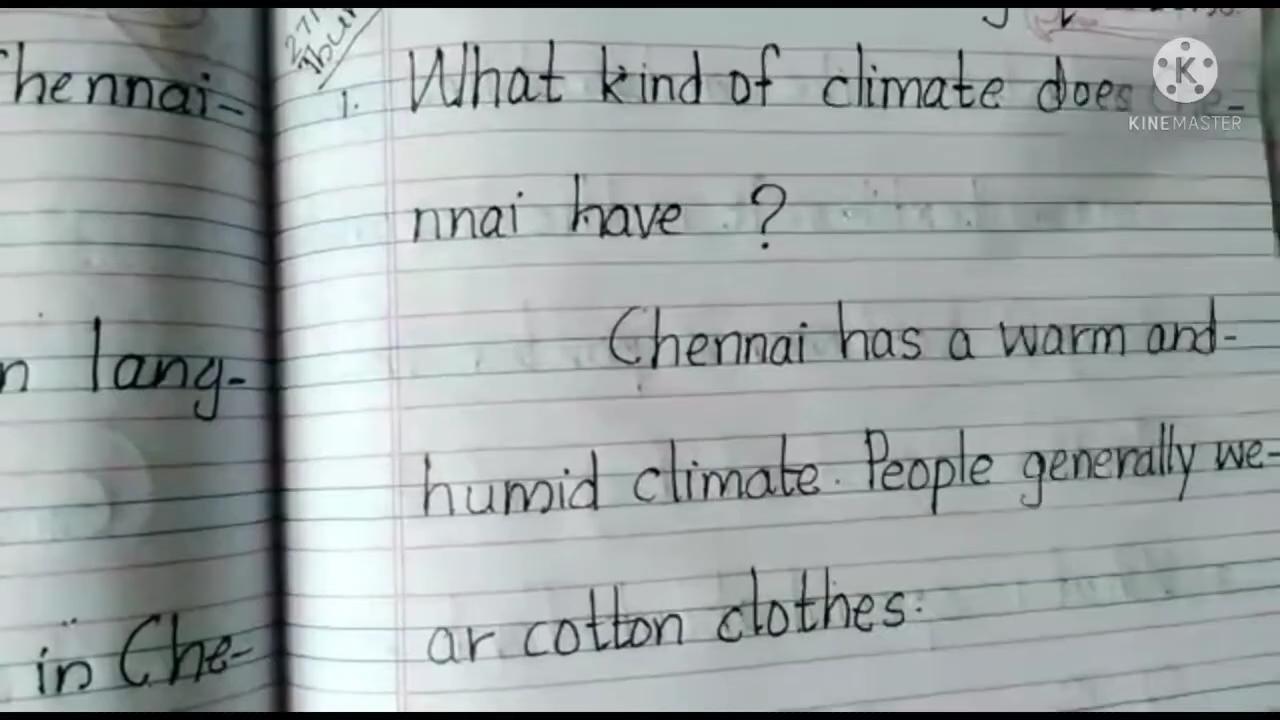 hennai-
n lang-
in Che-
1. What kind of climate does Che-
nnai have ?
Chennai has a warm and-
humid climate. People generally we-
ar cotton clothes.
KINEMASTER